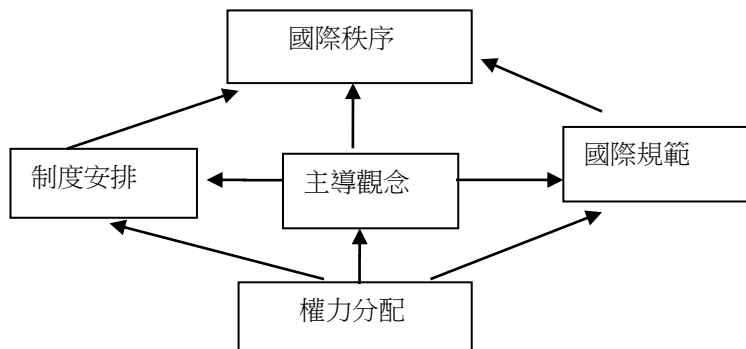 國際秩序
國際規範
制度安排
主導觀念
權力分配